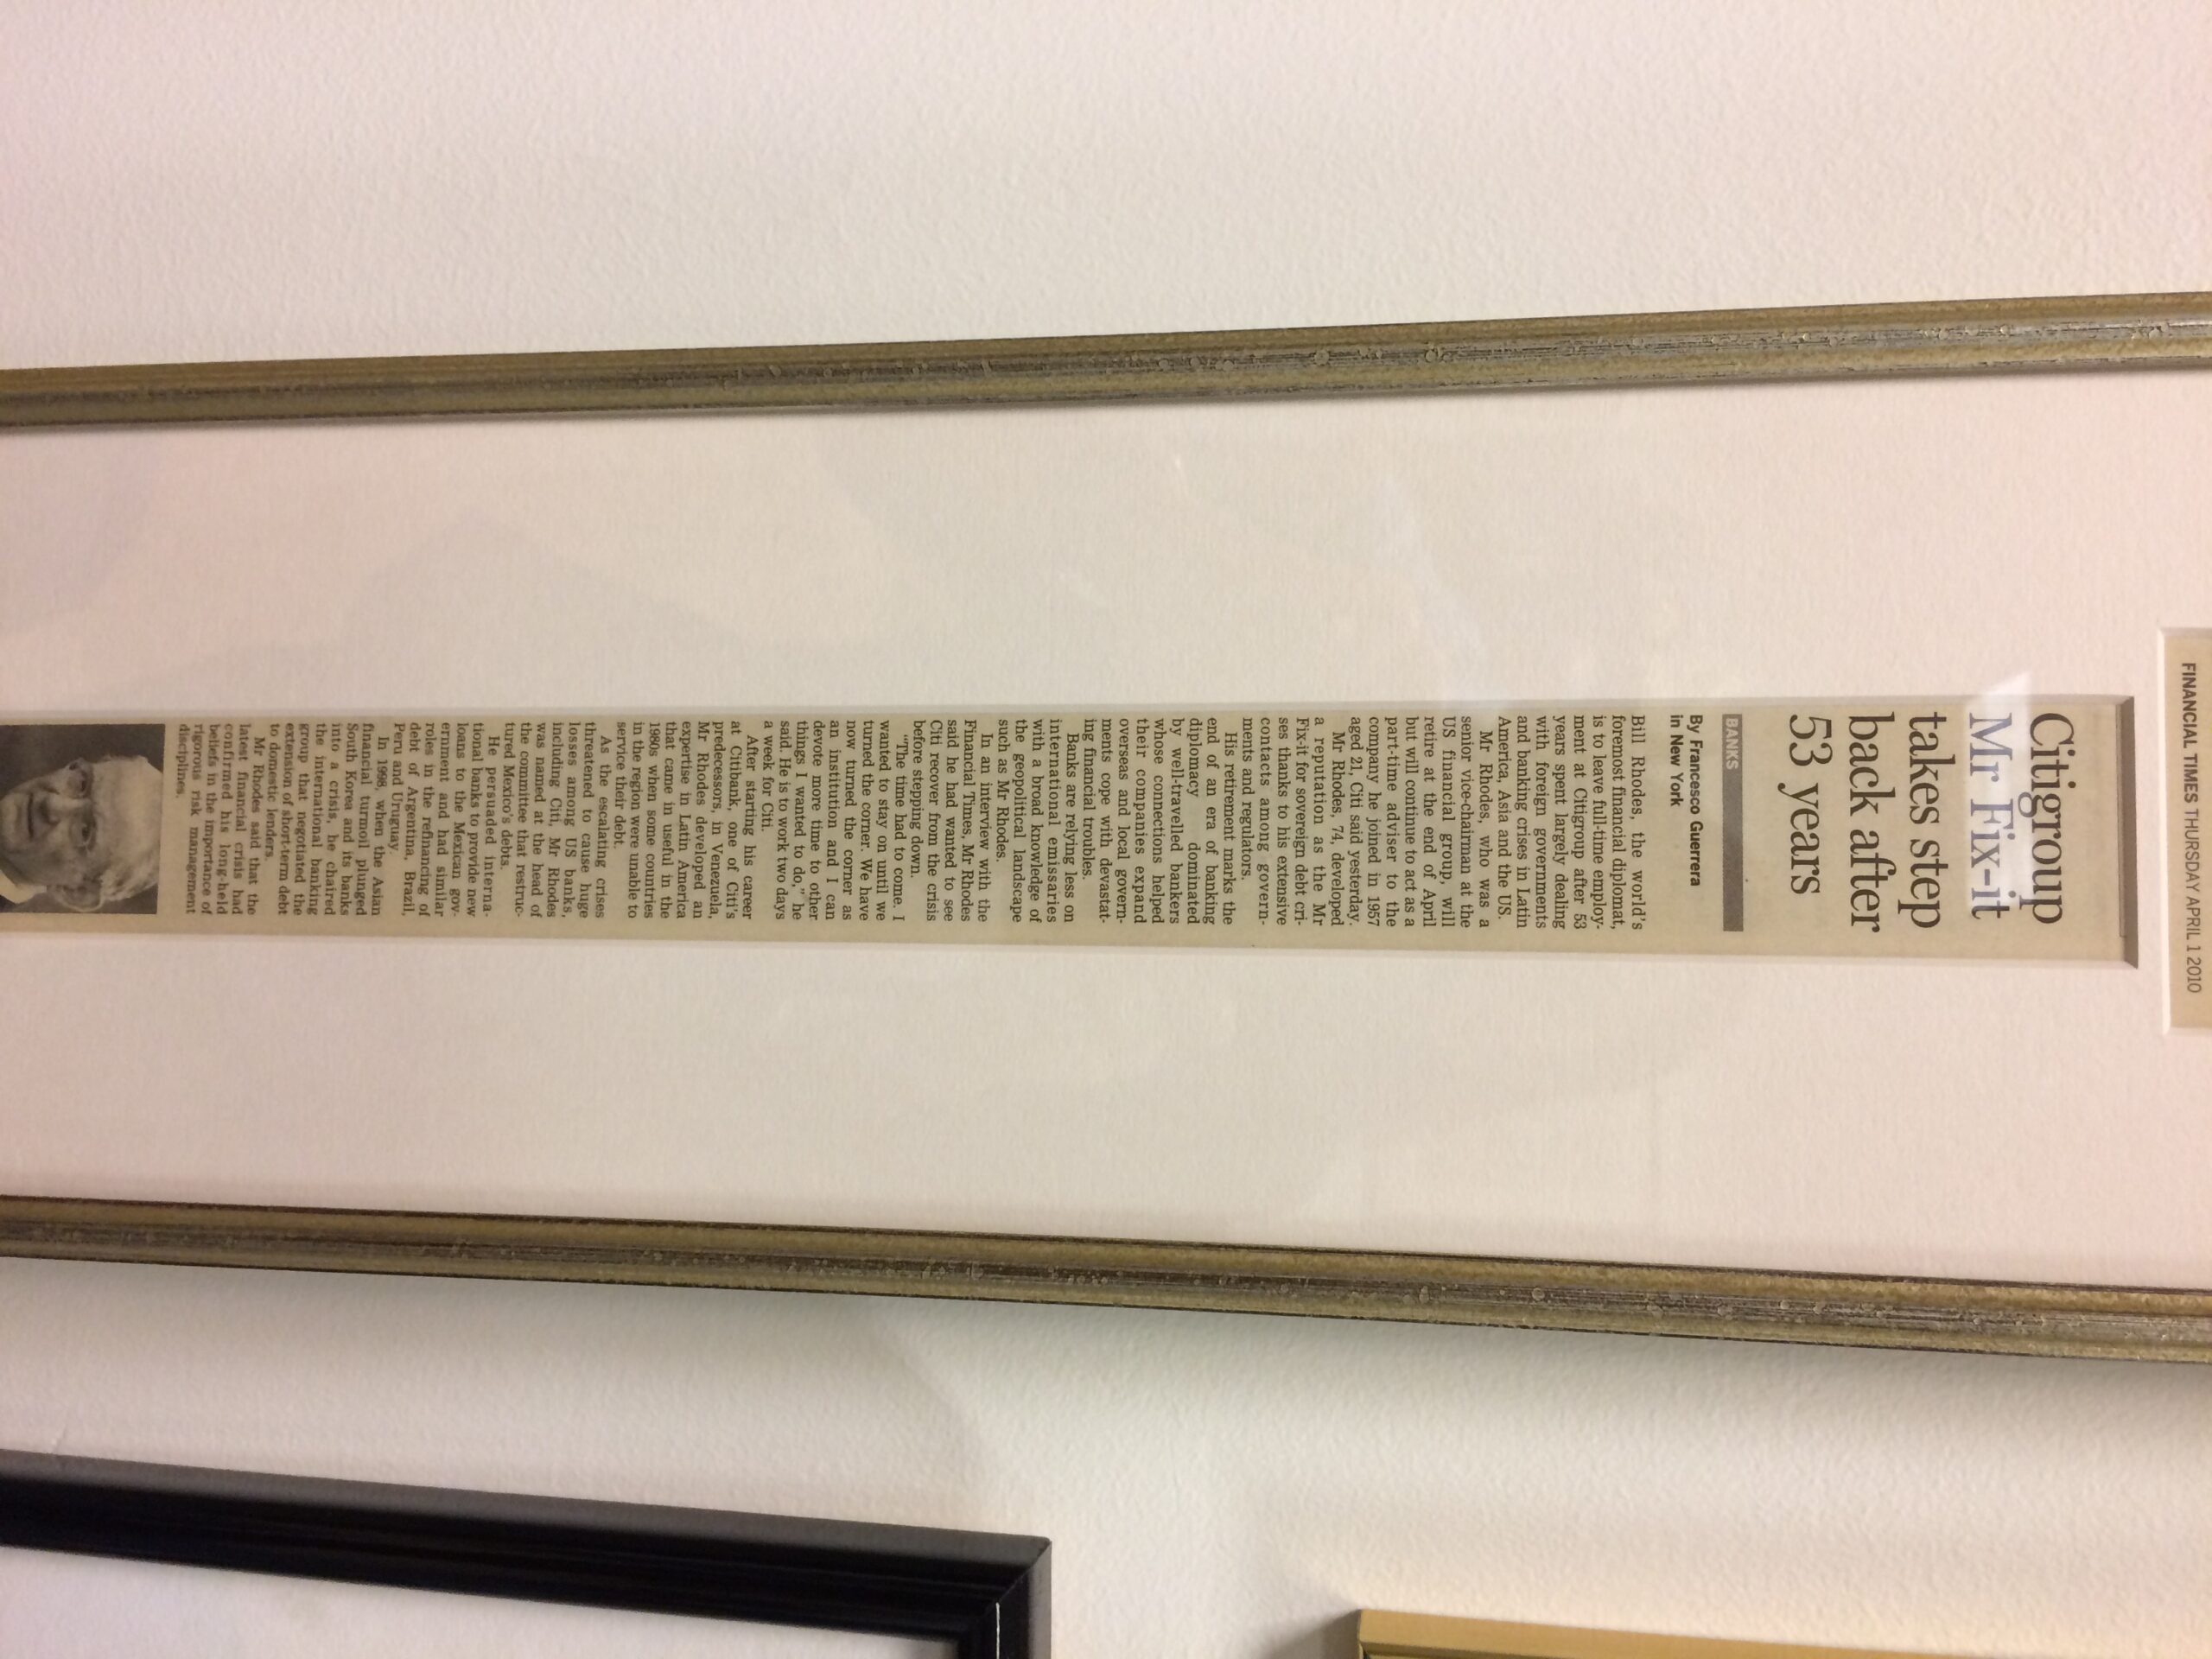 FINANCIAL TIMES THURSDAY APRIL 1 2010
Citigroup
Mr Fix-it
takes step
back after
53 years
BANKS
By Francesco Guerrera
in New York
Bill Rhodes, the world's
foremost financial diplomat,
is to leave full-time employ-
ment at Citigroup after 53
years spent largely dealing
with foreign governments
and banking crises in Latin
America, Asia and the US.
Mr Rhodes, who was a
senior vice-chairman at the
US financial group, will
retire at the end of April
but will continue to act as a
part-time adviser to the
company he joined in 1957
aged 21, Citi said yesterday.
Mr Rhodes, 74, developed
a reputation as the Mr
Fix-it for sovereign debt cri-
ses thanks to his extensive
contacts among govern-
ments and regulators.
His retirement marks the
end of an era of banking
diplomacy dominated
by well-travelled bankers
whose connections helped
their companies expand
overseas and local govern-
ments cope with devastat-
ing financial troubles.
Banks are relying less on
international emissaries
with a broad knowledge of
the geopolitical landscape
such as Mr Rhodes.
In an interview with the
Financial Times, Mr Rhodes
said he had wanted to see
Citi recover from the crisis
before stepping down.
"The time had to come. I
wanted to stay on until we
turned the corner. We have
now turned the corner as
an institution and I can
devote more time to other
things I wanted to do," he
said. He is to work two days
a week for Citi.
After starting his career
at Citibank, one of Citi's
predecessors, in Venezuela,
Mr Rhodes developed an
expertise in Latin America
that came in useful in the
1980s when some countries
in the region were unable to
service their debt.
As the escalating crises
threatened to cause huge
losses among US banks,
including Citi, Mr Rhodes
was named at the head of
the committee that restruc-
tured Mexico's debts.
He persuaded interna-
tional banks to provide new
loans to the Mexican gov-
ernment and had similar
roles in the refinancing of
debt of Argentina, Brazil,
Peru and Uruguay.
In 1998, when the Asian
financial turmoil plunged
South Korea and its banks
into a crisis, he chaired
the international banking
group that negotiated the
extension of short-term debt
to domestic lenders.
Mr Rhodes said that the
latest financial crisis had
confirmed his long-held
beliefs in the importance of
rigorous risk management
disciplines.